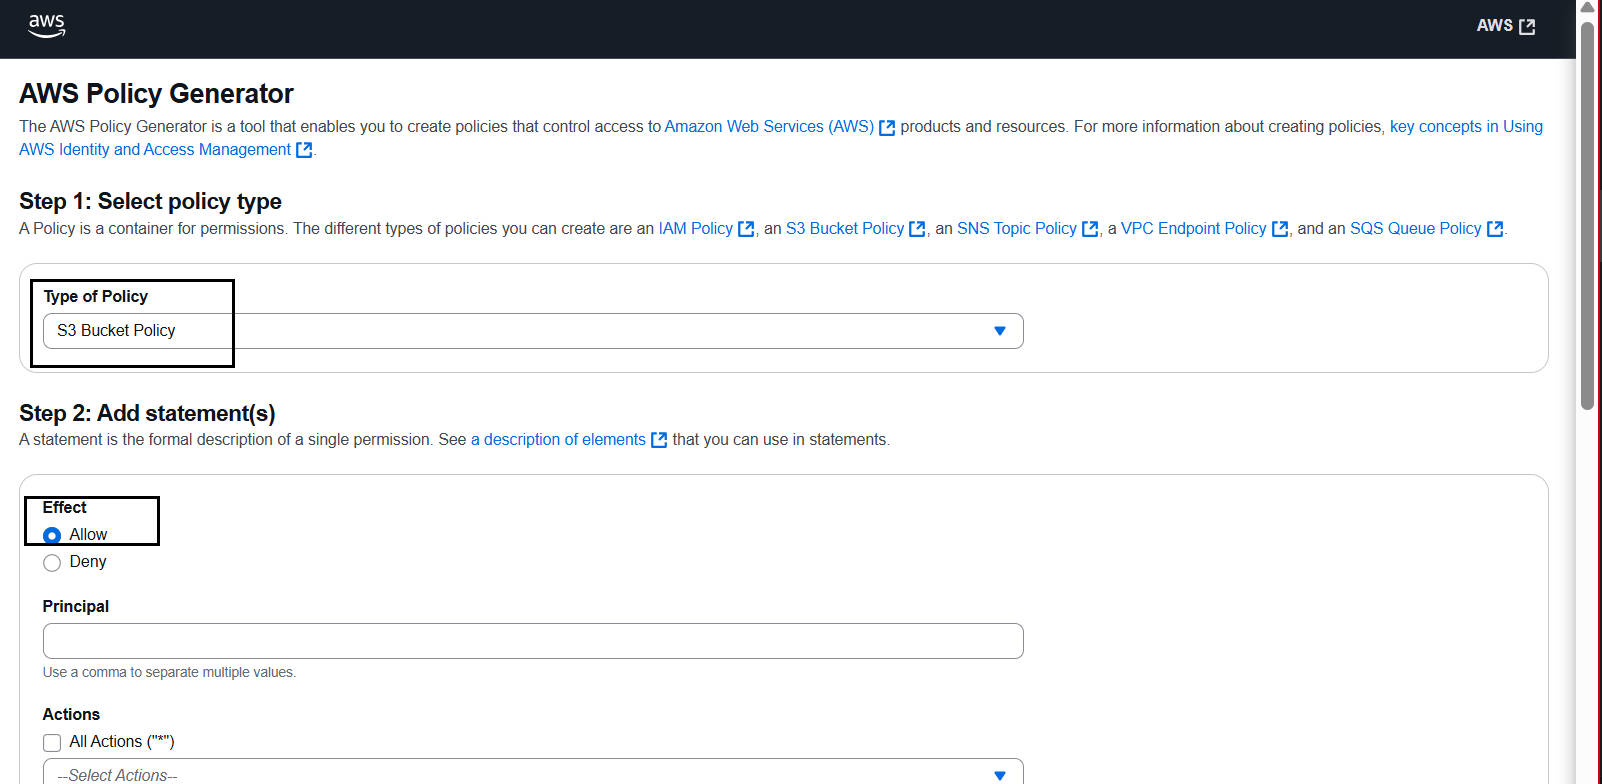 aws
AWS
AWS Policy Generator
The AWS Policy Generator is a tool that enables you to create policies that control access to Amazon Web Services (AWS) products and resources. For more information about creating policies, key concepts in Using
AWS Identity and Access Management.
Step 1: Select policy type
A Policy is a container for permissions. The different types of policies you can create are an IAM Policy, an S3 Bucket Policy, an SNS Topic Policy, a VPC Endpoint Policy, and an SQS Queue Policy.
Type of Policy
S3 Bucket Policy
Step 2: Add statement(s)
A statement is the formal description of a single permission. See a description of elements that you can use in statements.
Effect
Allow
Deny
Principal
Use a comma to separate multiple values.
Actions
All Actions ("*")
--Select Actions--